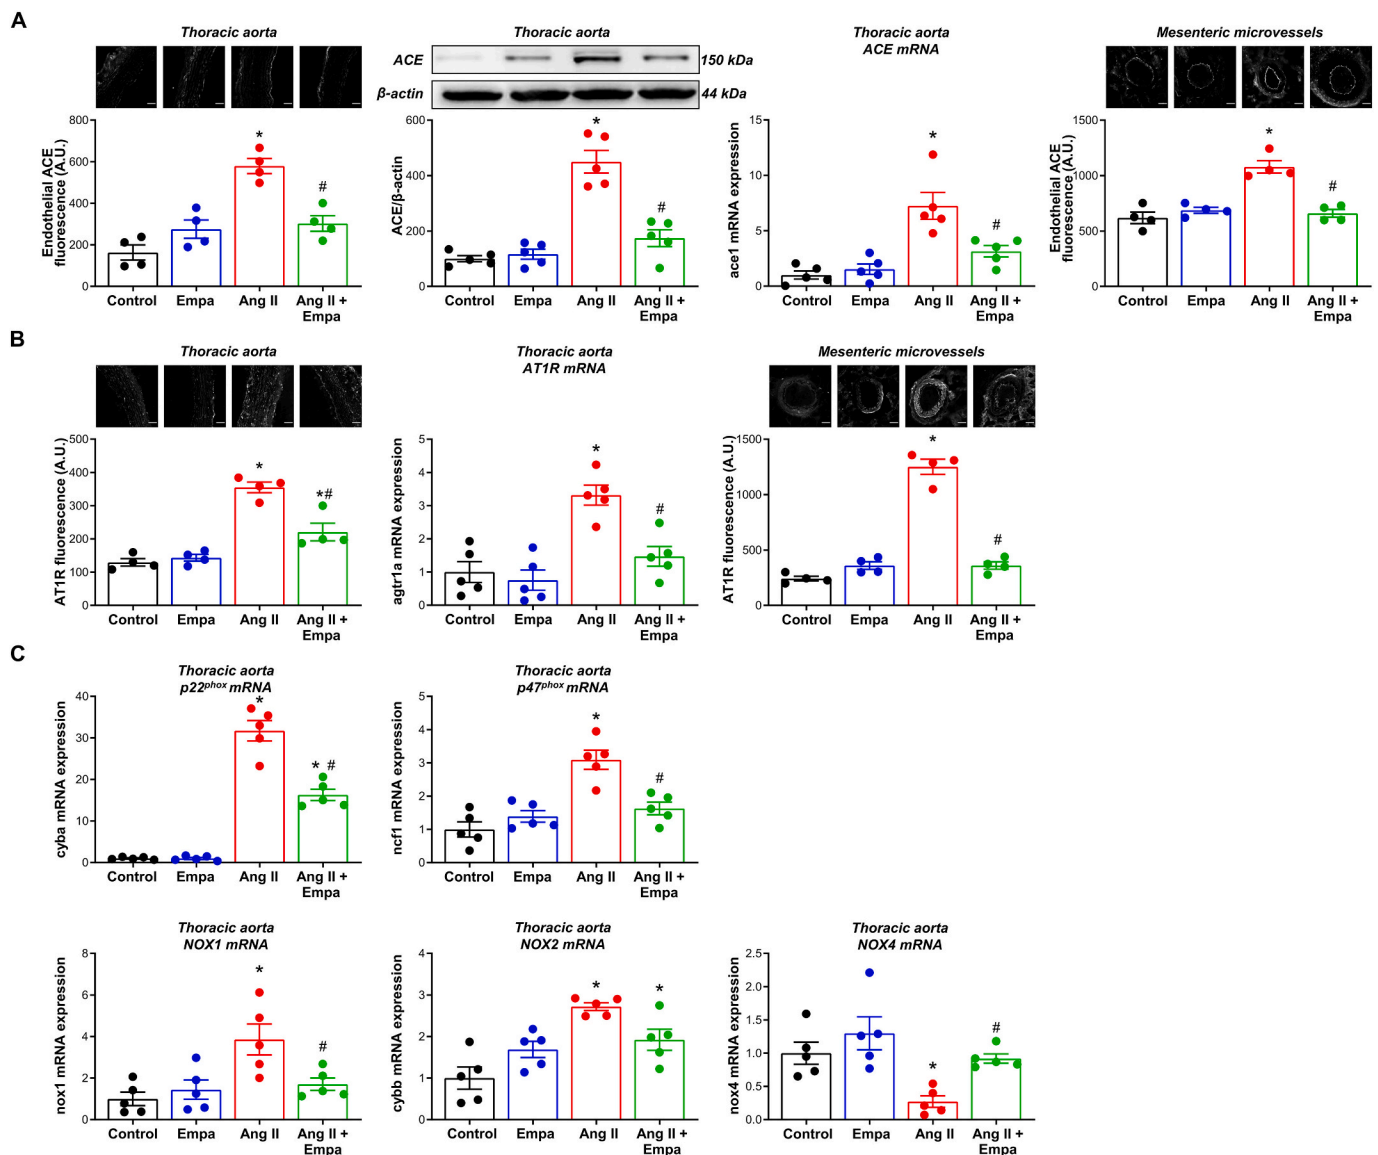 A
Thoracic aorta
Endothelial ACE
fluorescence (A.U.)
800
600
400
200
0
*
#
Control
Empa
Ang II
Ang II +
Empa
Thoracic aorta
ACE
150 kDa
β-actin
44 kDa
ACE/β-actin
600
400
200
0
*
#
Control
Empa
Ang II
Ang II +
Empa
Thoracic aorta
ACE mRNA
ace1 mRNA expression
15
10
5
0
*
#
Control
Empa
Ang II
Ang II +
Empa
Mesenteric microvessels
Endothelial ACE
fluorescence (A.U.)
1500
1000
500
0
*
#
Control
Empa
Ang II
Ang II +
Empa
B
Thoracic aorta
AT1R fluorescence (A.U.)
500
400
300
200
100
0
*
*#
Control
Empa
Ang II
Ang II +
Empa
Thoracic aorta
AT1R mRNA
agtr1a mRNA expression
5
4
3
2
1
0
*
#
Control
Empa
Ang II
Ang II +
Empa
Mesenteric microvessels
AT1R fluorescence (A.U.)
1500
1000
500
0
*
#
Control
Empa
Ang II
Ang II +
Empa
C
Thoracic aorta
p22phox mRNA
cyba mRNA expression
40
30
20
10
0
*
* #
Control
Empa
Ang II
Ang II +
Empa
Thoracic aorta
p47phox mRNA
ncf1 mRNA expression
5
4
3
2
1
0
*
#
Control
Empa
Ang II
Ang II +
Empa
Thoracic aorta
NOX1 mRNA
nox1 mRNA expression
8
6
4
2
0
*
#
Control
Empa
Ang II
Ang II +
Empa
Thoracic aorta
NOX2 mRNA
cybb mRNA expression
4
3
2
1
0
*
*
Control
Empa
Ang II
Ang II +
Empa
Thoracic aorta
NOX4 mRNA
nox4 mRNA expression
2.5
2.0
1.5
1.0
0.5
0.0
*
#
Control
Empa
Ang II
Ang II +
Empa